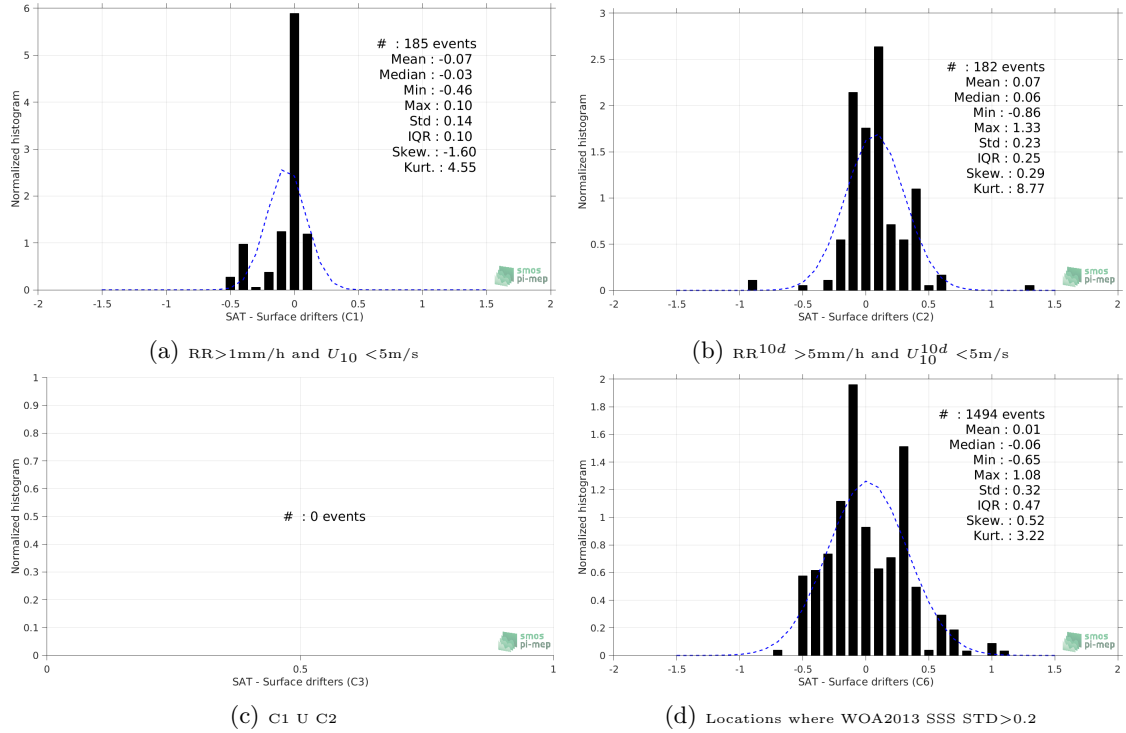 6
5
4
3
2
1
0
Normalized histogram
# : 185 events
Mean : -0.07
Median : -0.03
Min : -0.46
Max : 0.10
Std : 0.14
IQR : 0.10
Skew. : -1.60
Kurt. : 4.55
smos
pi-mep
-2 -1.5 -1 -0.5 0 0.5 1 1.5 2
SAT - Surface drifters (C1)
(a) RR>1mm/h and U10 <5m/s
3
2.5
2
1.5
1
0.5
0
Normalized histogram
# : 182 events
Mean : 0.07
Median : 0.06
Min : -0.86
Max : 1.33
Std : 0.23
IQR : 0.25
Skew. : 0.29
Kurt. : 8.77
smos
pi-mep
-2 -1.5 -1 -0.5 0 0.5 1 1.5 2
SAT - Surface drifters (C2)
(b) RR10d >5mm/h and U10d10 <5m/s
1
0.9
0.8
0.7
0.6
0.5
0.4
0.3
0.2
0.1
0
Normalized histogram
# : 0 events
smos
pi-mep
0 0.5 1
SAT - Surface drifters (C3)
(c) C1 U C2
2
1.8
1.6
1.4
1.2
1
0.8
0.6
0.4
0.2
0
Normalized histogram
# : 1494 events
Mean : 0.01
Median : -0.06
Min : -0.65
Max : 1.08
Std : 0.32
IQR : 0.47
Skew. : 0.52
Kurt. : 3.22
smos
pi-mep
-2 -1.5 -1 -0.5 0 0.5 1 1.5 2
SAT - Surface drifters (C6)
(d) Locations where WOA2013 SSS STD>0.2